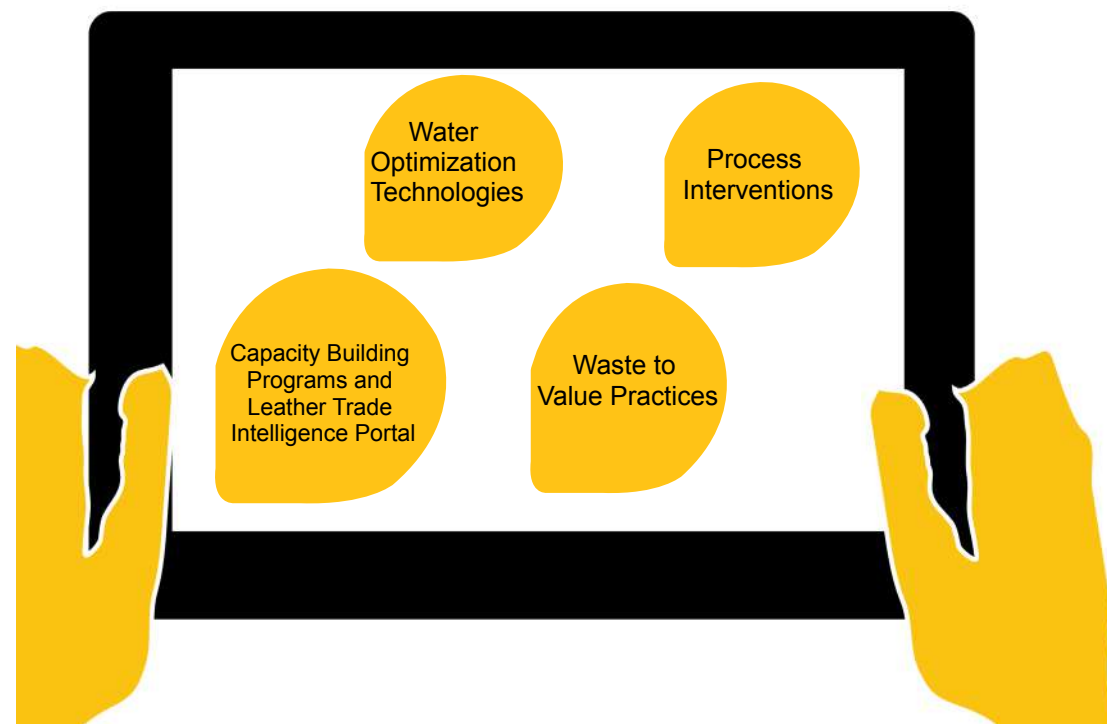 Water
Optimization
Technologies
Process
Interventions
Capacity Building
Programs and
Leather Trade
Intelligence Portal
Waste to
Value Practices